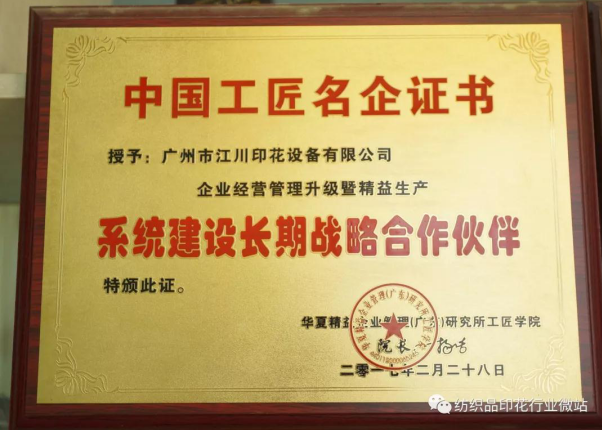 中国工匠名企证书
授予：广州市江川印花设备有限公司
企业经营管理升级暨精益生产
系统建设长期战略合作伙伴
特颁此证。
华夏精益企业管理(广东)研究所工匠学院
院长
二零一七年二月二十八日
纺织品印花行业微站